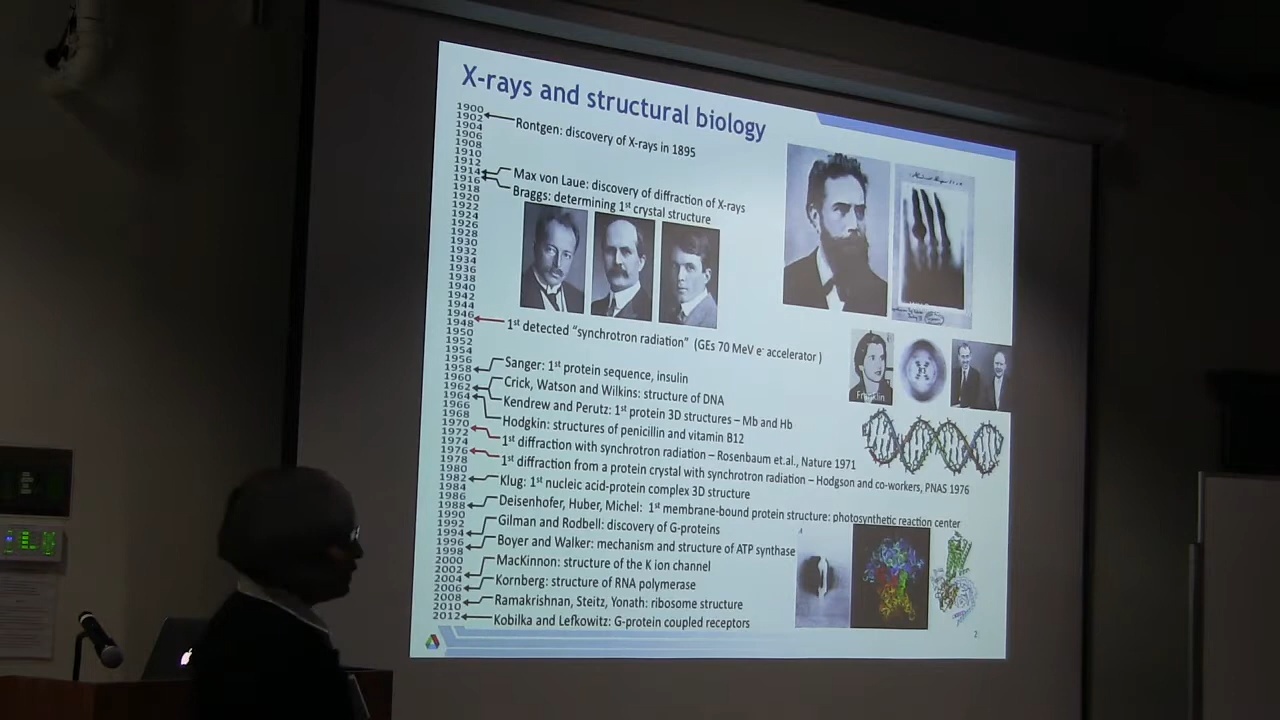 X-rays and structural biology
1900
1902
1904
1906
1908
1910
1912
1914
1916
1918
1920
1922
1924
1926
1928
1930
1932
1934
1936
1938
1940
1942
1944
1946
1948
1950
1952
1954
1956
1958
1960
1962
1964
1966
1968
1970
1972
1974
1976
1978
1980
1982
1984
1986
1988
1990
1992
1994
1996
1998
2000
2002
2004
2006
2008
2010
2012
Rontgen: discovery of X-rays in 1895
Max von Laue: discovery of diffraction of X-rays
Braggs: determining 1st crystal structure
1st detected “synchrotron radiation” (GEs 70 MeV e- accelerator )
Sanger: 1st protein sequence, insulin
Crick, Watson and Wilkins: structure of DNA
Kendrew and Perutz: 1st protein 3D structures – Mb and Hb
Hodgkin: structures of penicillin and vitamin B12
1st diffraction with synchrotron radiation – Rosenbaum et.al., Nature 1971
1st diffraction from a protein crystal with synchrotron radiation – Hodgson and co-workers, PNAS 1976
Klug: 1st nucleic acid-protein complex 3D structure
Deisenhofer, Huber, Michel: 1st membrane-bound protein structure: photosynthetic reaction center
Gilman and Rodbell: discovery of G-proteins
Boyer and Walker: mechanism and structure of ATP synthase
MacKinnon: structure of the K ion channel
Kornberg: structure of RNA polymerase
Ramakrishnan, Steitz, Yonath: ribosome structure
Kobilka and Lefkowitz: G-protein coupled receptors
Franklin
2